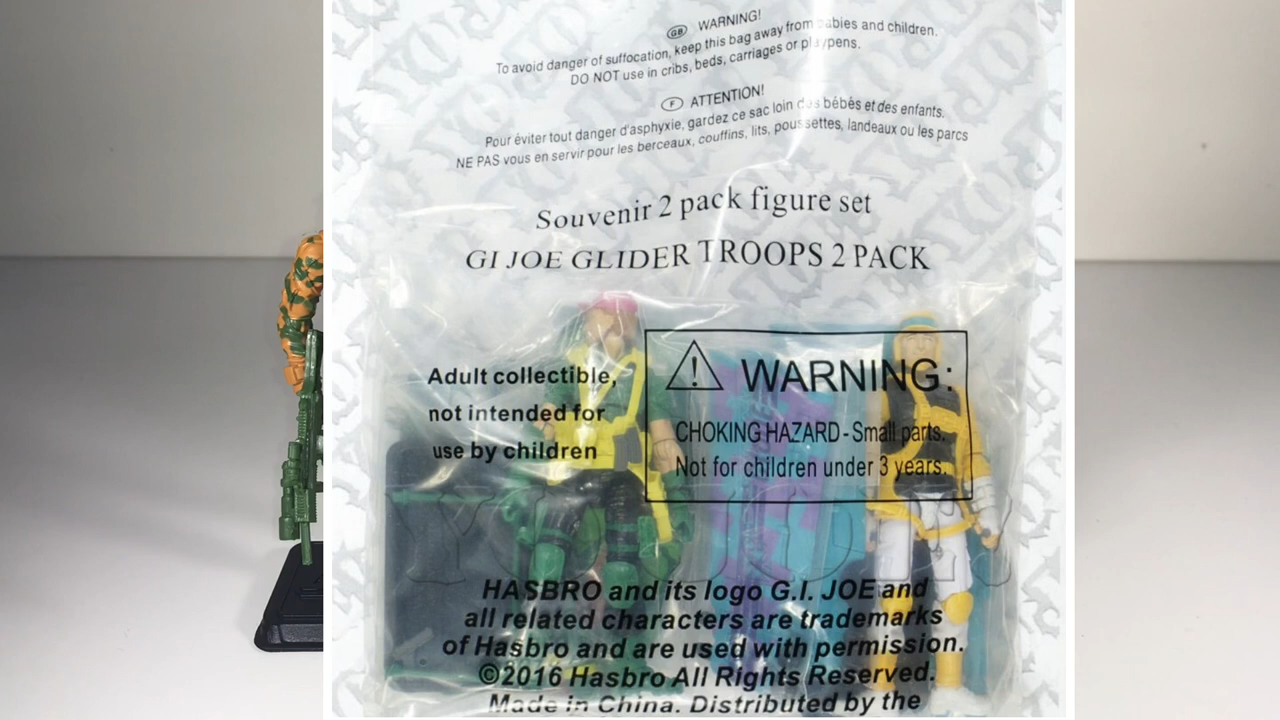 GB WARNING!
To avoid danger of suffocation, keep this bag away from babies and children.
DO NOT use in cribs, beds, carriages or playpens.
F ATTENTION!
Pour éviter tout danger d'asphyxie, gardez ce sac loin des bébés et des enfants.
NE PAS vous en servir pour les berceaux, couffins, lits, poussettes, landeaux ou les parcs
Souvenir 2 pack figure set
GI JOE GLIDER TROOPS 2 PACK
Adult collectible,
not intended for
use by children
WARNING:
CHOKING HAZARD - Small parts.
Not for children under 3 years.
YO JOE!
HASBRO and its logo G.I. JOE and
all related characters are trademarks
of Hasbro and are used with permission.
©2016 Hasbro All Rights Reserved.
Made in China. Distributed by the